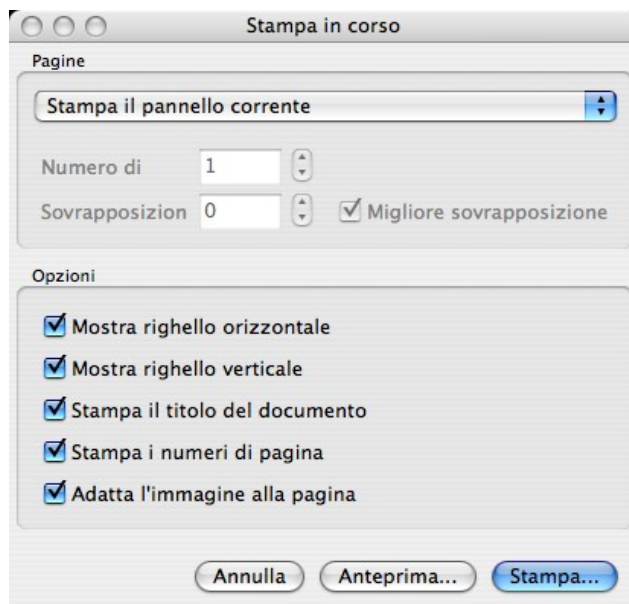 Stampa in corso
Pagine
Stampa il pannello corrente
Numero di 1
Sovrapposizion 0 Migliore sovrapposizione
Opzioni
Mostra righello orizzontale
Mostra righello verticale
Stampa il titolo del documento
Stampa i numeri di pagina
Adatta l'immagine alla pagina
Annulla Anteprima... Stampa...